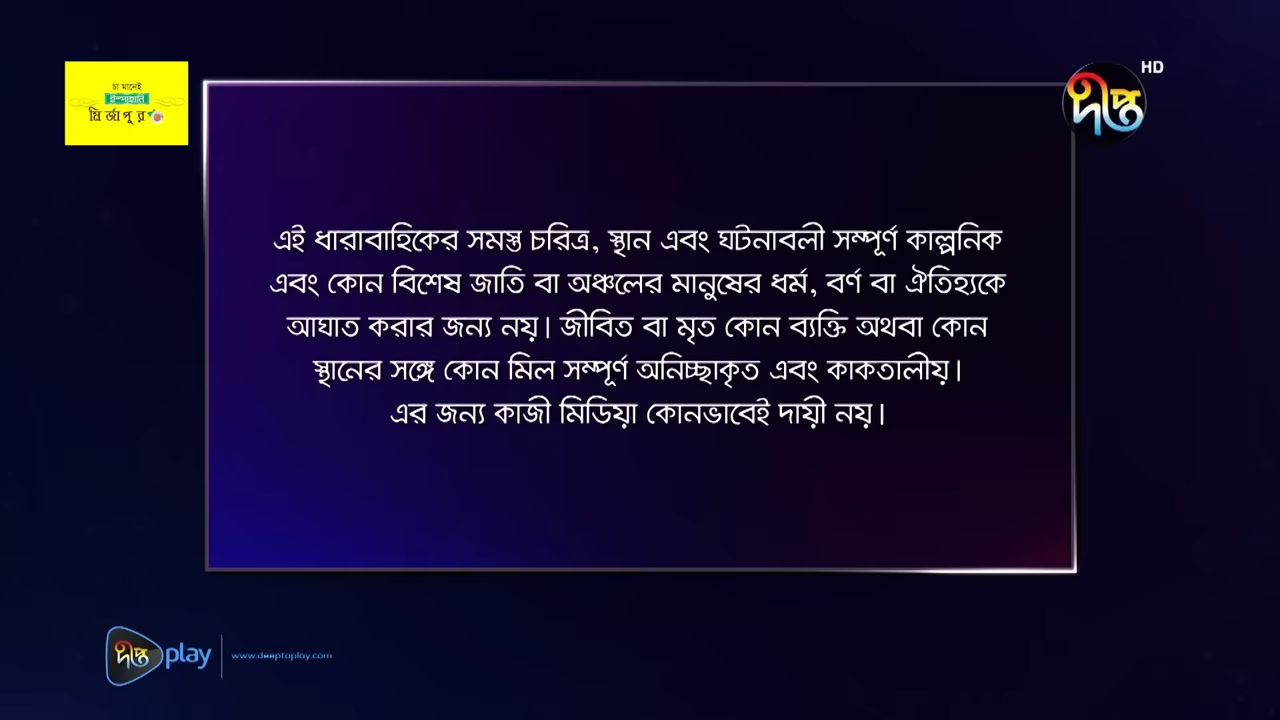 চা মানেই
ইস্পাহানি
মির্জাপুর
HD
দীপ্ত
এই ধারাবাহিকের সমস্ত চরিত্র, স্থান এবং ঘটনাবলী সম্পূর্ণ কাল্পনিক
এবং কোন বিশেষ জাতি বা অঞ্চলের মানুষের ধর্ম, বর্ণ বা ঐতিহ্যকে
আঘাত করার জন্য নয়। জীবিত বা মৃত কোন ব্যক্তি অথবা কোন
স্থানের সঙ্গে কোন মিল সম্পূর্ণ অনিচ্ছাকৃত এবং কাকতালীয়।
এর জন্য কাজী মিডিয়া কোনভাবেই দায়ী নয়।
দীপ্ত play www.deeptoplay.com